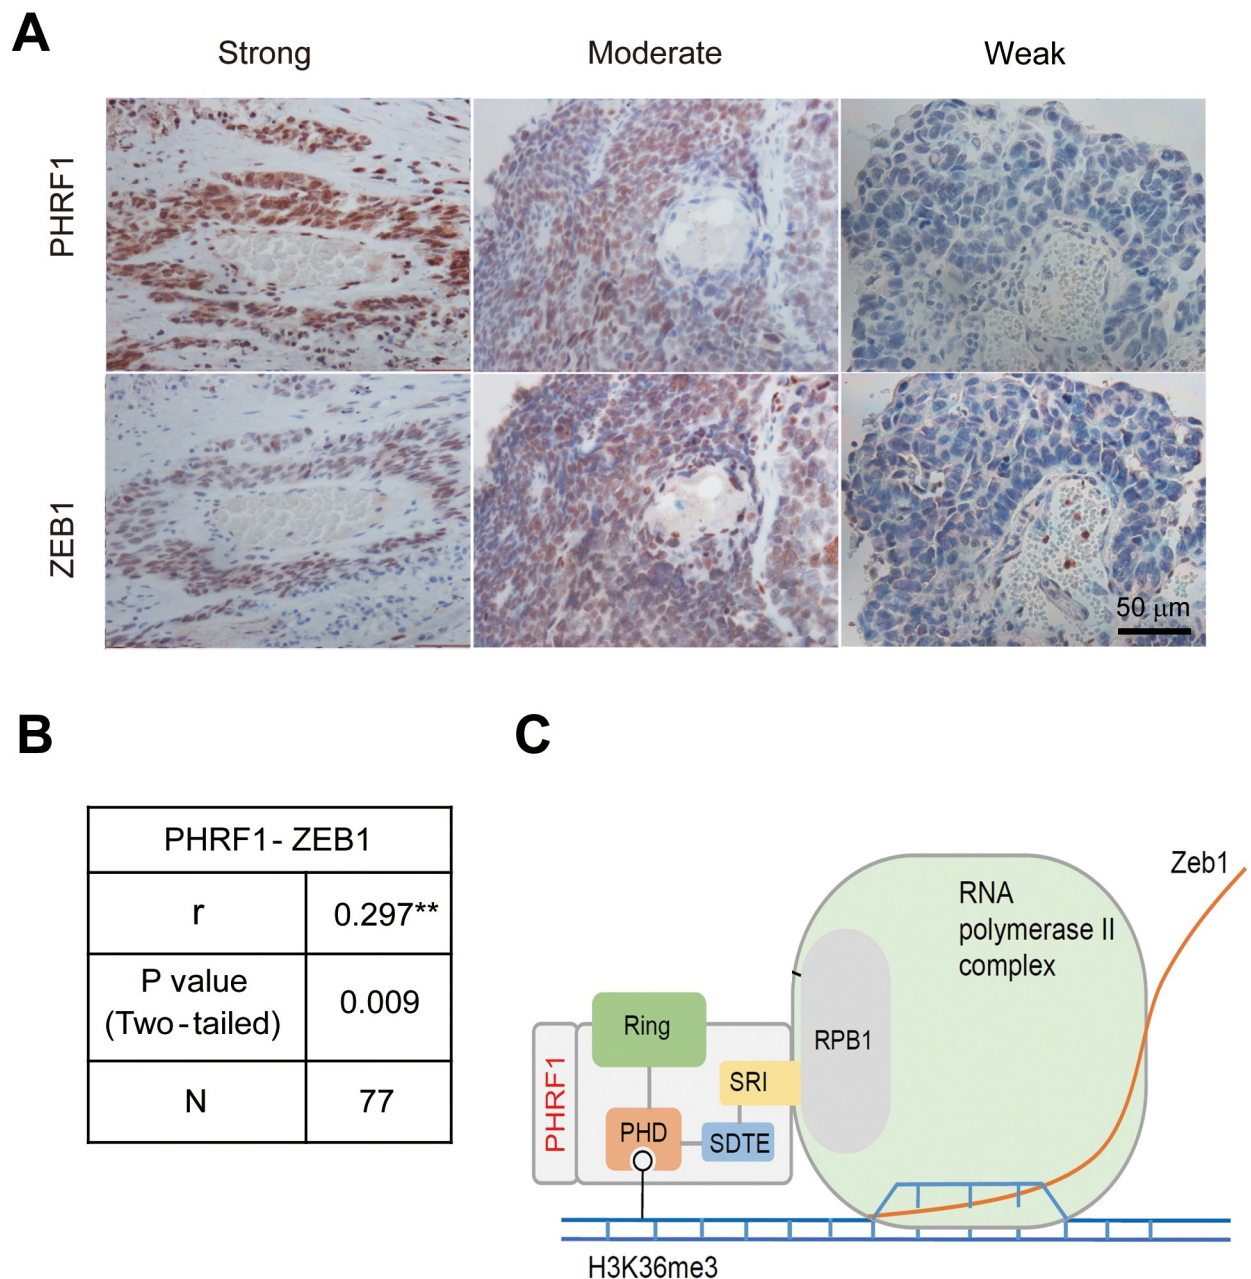 A
Strong
Moderate
Weak
PHRF1
ZEB1
50 μm
B
PHRF1- ZEB1
r
0.297**
P value
(Two-tailed)
0.009
N
77
C
Zeb1
RNA
polymerase II
complex
RPB1
Ring
SRI
PHRF1
PHD
SDTE
H3K36me3